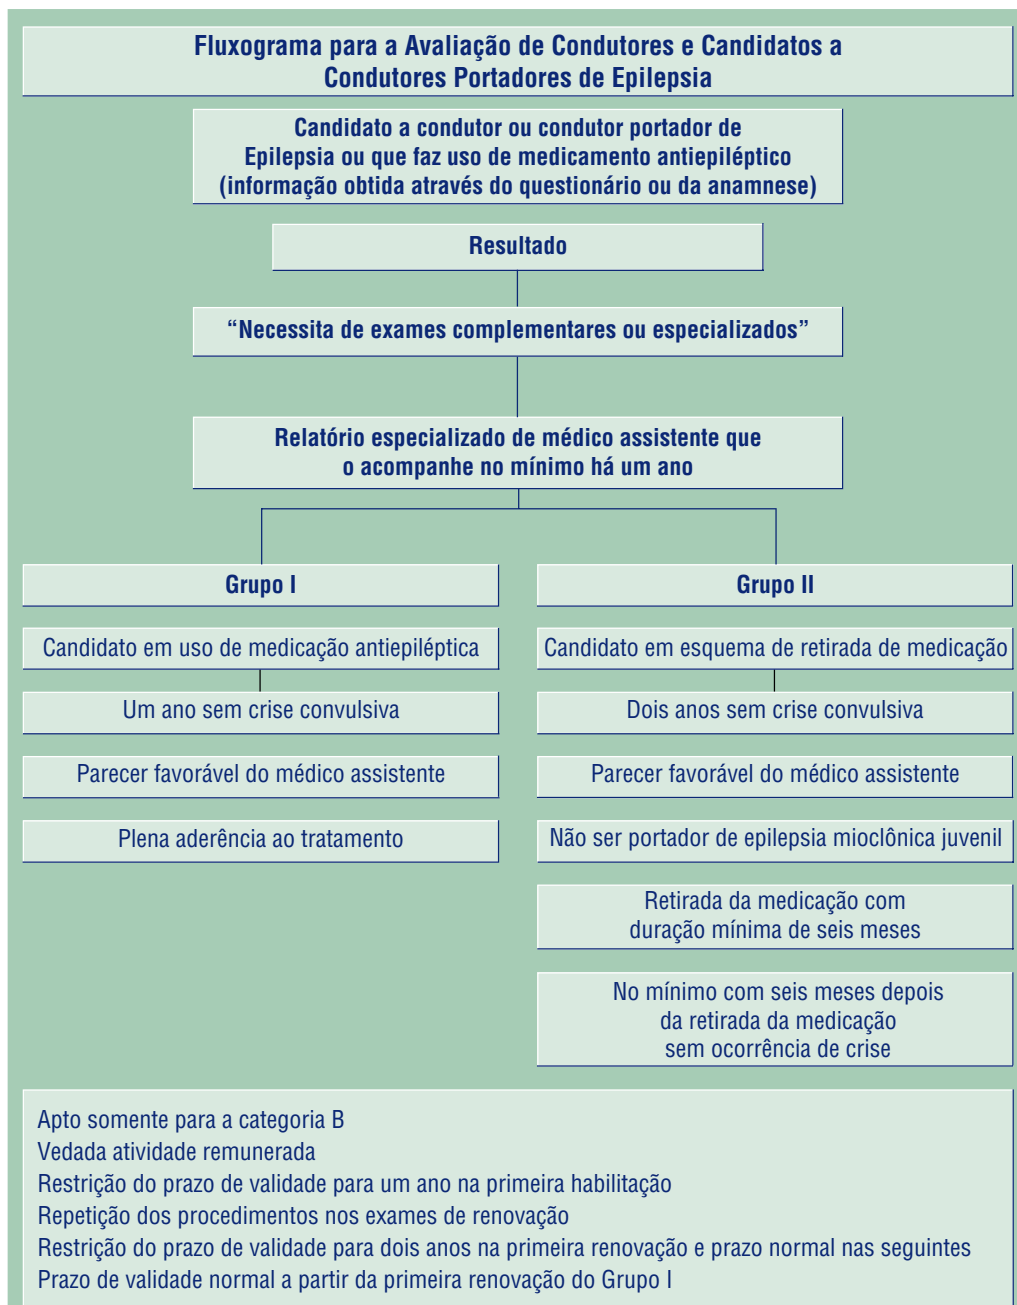 Fluxograma para a Avaliação de Condutores e Candidatos a
Condutores Portadores de Epilepsia
Candidato a condutor ou condutor portador de
Epilepsia ou que faz uso de medicamento antiepiléptico
(informação obtida através do questionário ou da anamnese)
Resultado
“Necessita de exames complementares ou especializados”
Relatório especializado de médico assistente que
o acompanhe no mínimo há um ano
Grupo I
Candidato em uso de medicação antiepiléptica
Um ano sem crise convulsiva
Parecer favorável do médico assistente
Plena aderência ao tratamento
Grupo II
Candidato em esquema de retirada de medicação
Dois anos sem crise convulsiva
Parecer favorável do médico assistente
Não ser portador de epilepsia mioclônica juvenil
Retirada da medicação com
duração mínima de seis meses
No mínimo com seis meses depois
da retirada da medicação
sem ocorrência de crise
Apto somente para a categoria B
Vedada atividade remunerada
Restrição do prazo de validade para um ano na primeira habilitação
Repetição dos procedimentos nos exames de renovação
Restrição do prazo de validade para dois anos na primeira renovação e prazo normal nas seguintes
Prazo de validade normal a partir da primeira renovação do Grupo I